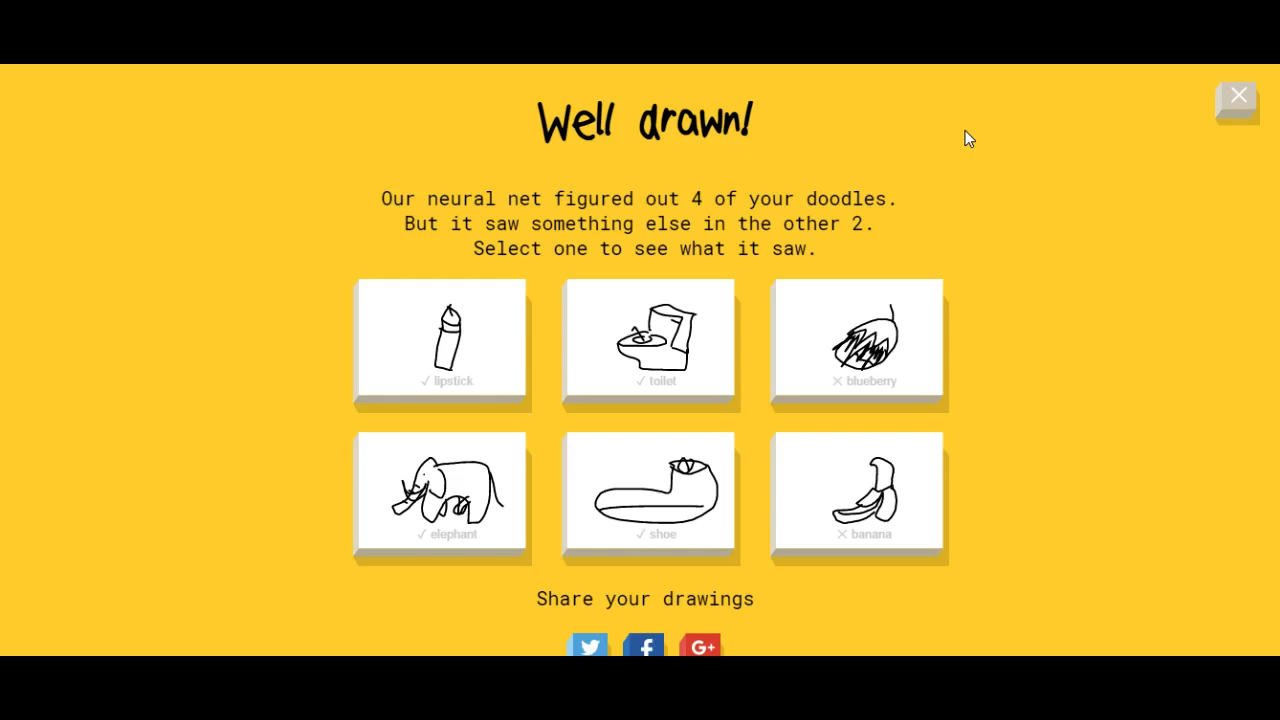 Well drawn!
Our neural net figured out 4 of your doodles.
But it saw something else in the other 2.
Select one to see what it saw.
✓ lipstick
✓ toilet
✕ blueberry
✓ elephant
✓ shoe
✕ banana
Share your drawings
G+